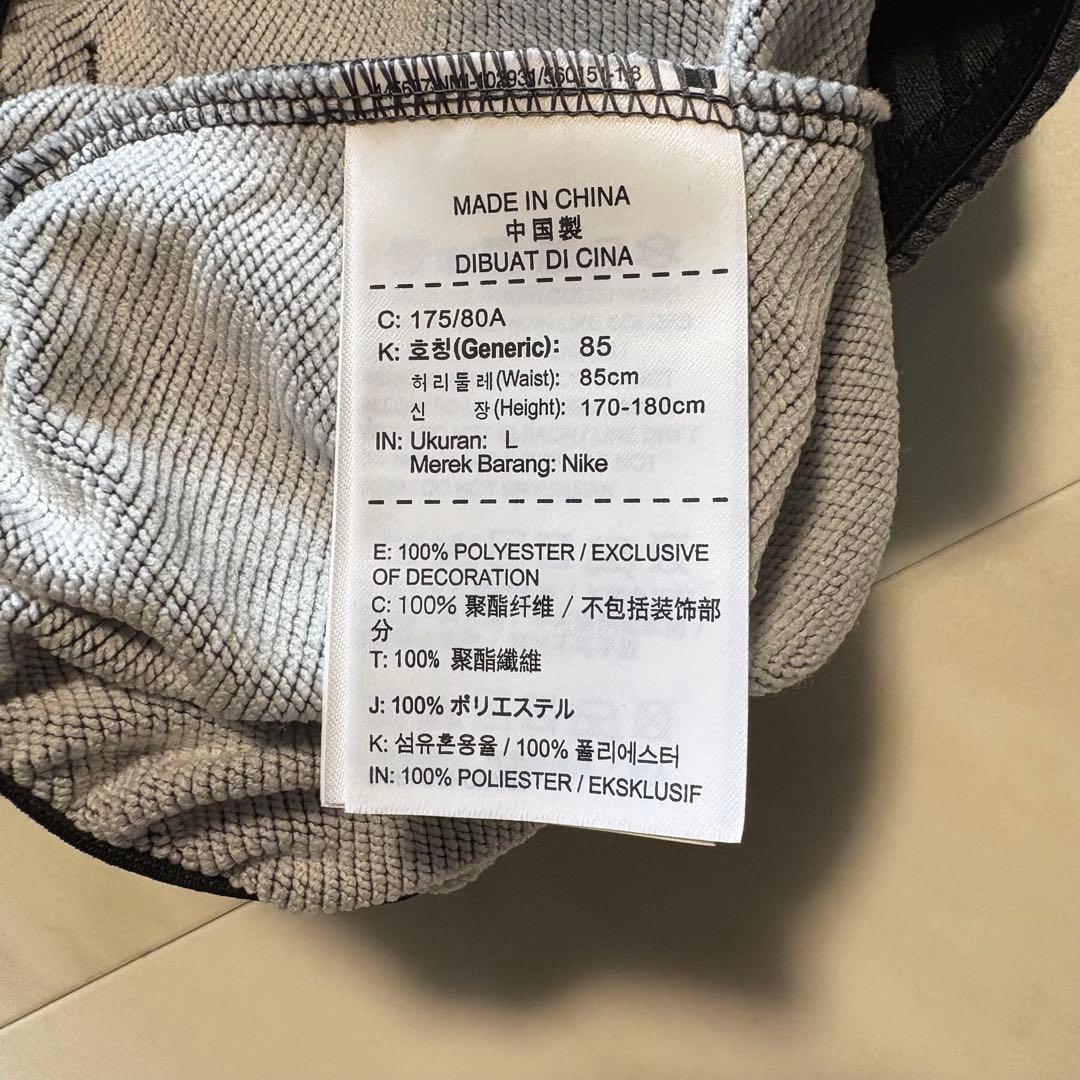 MADE IN CHINA
中国製
DIBUAT DI CINA
C: 175/80A
K: 호칭(Generic): 85
허리둘레(Waist): 85cm
신 장(Height): 170-180cm
IN: Ukuran: L
Merek Barang: Nike
E: 100% POLYESTER / EXCLUSIVE
OF DECORATION
C: 100% 聚酯纤维 / 不包括装饰部
分
T: 100% 聚酯纖維
J: 100% ポリエステル
K: 섬유혼용율 / 100% 폴리에스터
IN: 100% POLIESTER / EKSKLUSIF